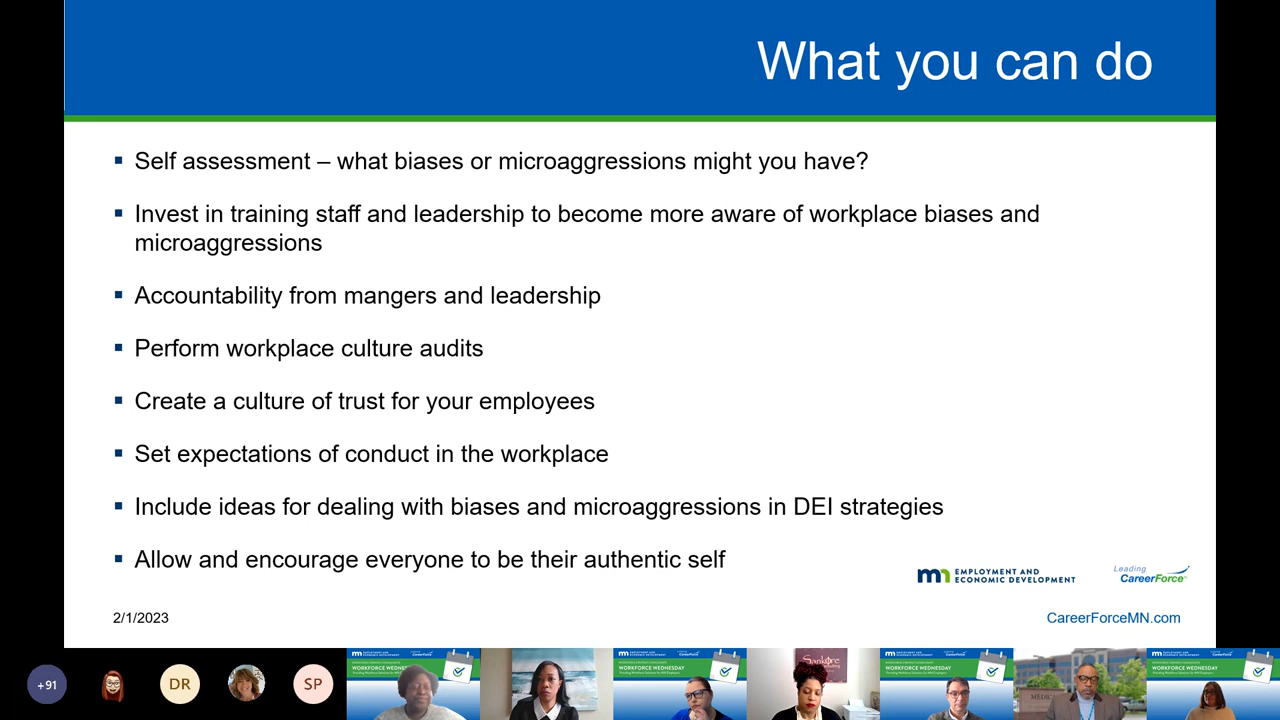 What you can do
Self assessment – what biases or microaggressions might you have?
Invest in training staff and leadership to become more aware of workplace biases and
microaggressions
Accountability from mangers and leadership
Perform workplace culture audits
Create a culture of trust for your employees
Set expectations of conduct in the workplace
Include ideas for dealing with biases and microaggressions in DEI strategies
Allow and encourage everyone to be their authentic self
mn EMPLOYMENT AND
ECONOMIC DEVELOPMENT
Leading
CareerForce
2/1/2023
CareerForceMN.com
+91
DR
SP
WORKFORCE WEDNES
WORKFORCE WEDNESDAY
Sankore
WORKFORCE WEDNESDAY
MEDIC
WORKFORCE WEDNESDAY